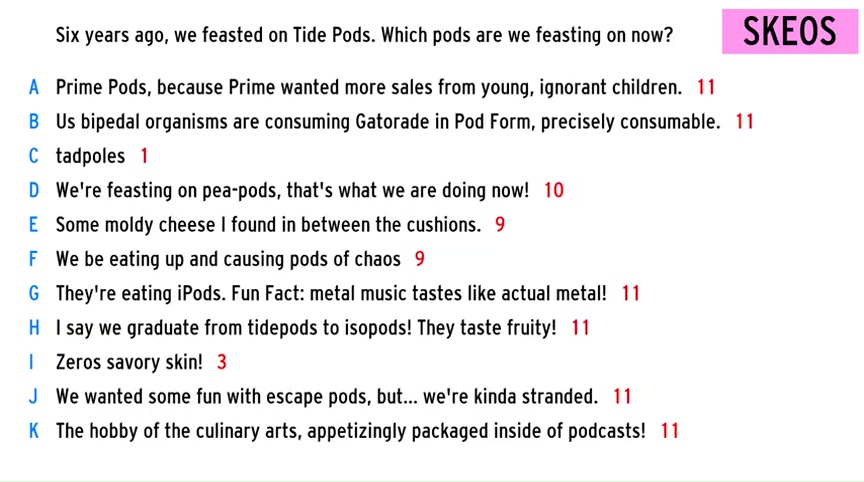 Six years ago, we feasted on Tide Pods. Which pods are we feasting on now? SKEOS
A Prime Pods, because Prime wanted more sales from young, ignorant children. 11
B Us bipedal organisms are consuming Gatorade in Pod Form, precisely consumable. 11
C tadpoles 1
D We're feasting on pea-pods, that's what we are doing now! 10
E Some moldy cheese I found in between the cushions. 9
F We be eating up and causing pods of chaos 9
G They're eating iPods. Fun Fact: metal music tastes like actual metal! 11
H I say we graduate from tidepods to isopods! They taste fruity! 11
I Zeros savory skin! 3
J We wanted some fun with escape pods, but... we're kinda stranded. 11
K The hobby of the culinary arts, appetizingly packaged inside of podcasts! 11